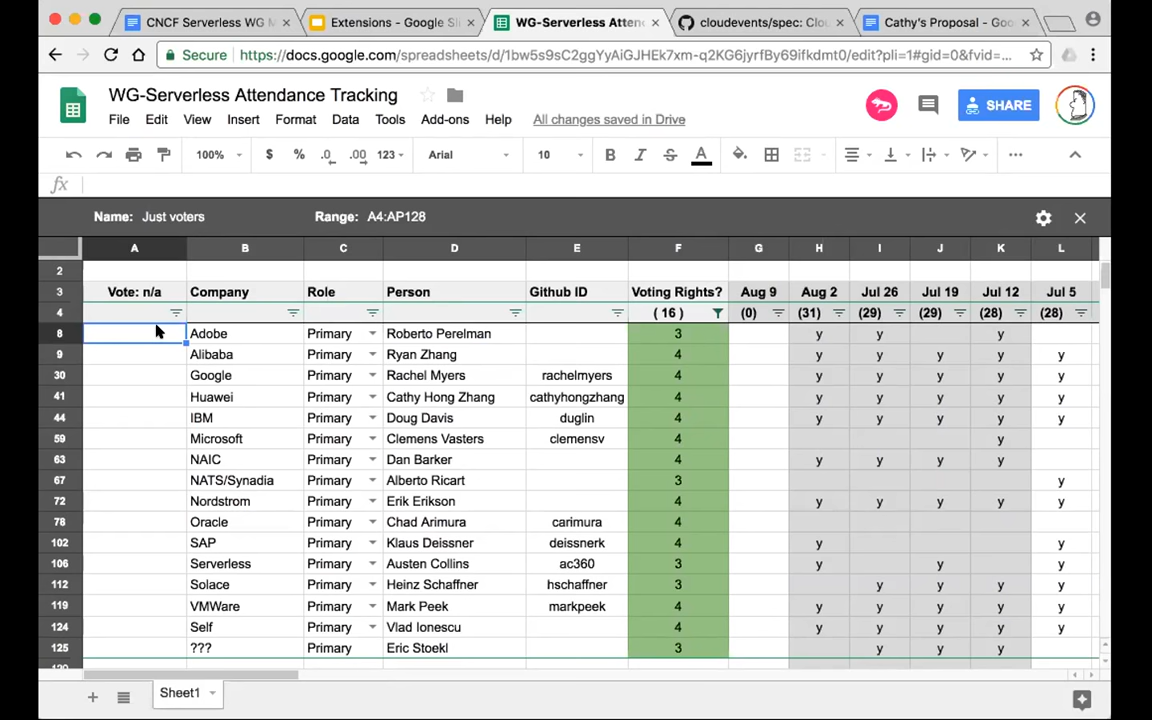 CNCF Serverless WG M
Extensions - Google Sli
WG-Serverless Atten
cloudevents/spec: Clou
Cathy's Proposal - Goo
Secure https://docs.google.com/spreadsheets/d/1bw5s9sC2ggYyAiGJHEk7xm-q2KG6jyrfBy69ifkdmt0/edit?pli=1#gid=0&fvid=...
WG-Serverless Attendance Tracking
File Edit View Insert Format Data Tools Add-ons Help All changes saved in Drive
SHARE
100% $ % .0 .00 123 Arial 10 B I S A ...
fx
Name: Just voters Range: A4:AP128
A B C D E F G H I J K L
2
3 Vote: n/a Company Role Person Github ID Voting Rights? Aug 9 Aug 2 Jul 26 Jul 19 Jul 12 Jul 5
4 ( 16 ) (0) (31) (29) (29) (28) (28)
8 Adobe Primary Roberto Perelman 3 y y y
9 Alibaba Primary Ryan Zhang 4 y y y y y
30 Google Primary Rachel Myers rachelmyers 4 y y y y y
41 Huawei Primary Cathy Hong Zhang cathyhongzhang 4 y y y y y
44 IBM Primary Doug Davis duglin 4 y y y y y
59 Microsoft Primary Clemens Vasters clemensv 4 y
63 NAIC Primary Dan Barker 4 y y y y
67 NATS/Synadia Primary Alberto Ricart 3 y
72 Nordstrom Primary Erik Erikson 4 y y y y y
78 Oracle Primary Chad Arimura carimura 4
102 SAP Primary Klaus Deissner deissnerk 4 y y
106 Serverless Primary Austen Collins ac360 3 y y y
112 Solace Primary Heinz Schaffner hschaffner 3 y y y y
119 VMWare Primary Mark Peek markpeek 4 y y y y y
124 Self Primary Vlad Ionescu 4 y y y y y
125 ??? Primary Eric Stoekl 3 y y y y
Sheet1